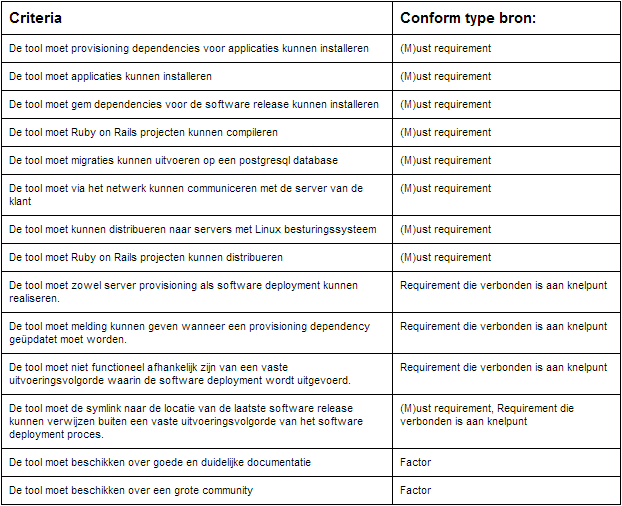 Criteria Conform type bron:
De tool moet provisioning dependencies voor applicaties kunnen installeren (M)ust requirement
De tool moet applicaties kunnen installeren (M)ust requirement
De tool moet gem dependencies voor de software release kunnen installeren (M)ust requirement
De tool moet Ruby on Rails projecten kunnen compileren (M)ust requirement
De tool moet migraties kunnen uitvoeren op een postgresql database (M)ust requirement
De tool moet via het netwerk kunnen communiceren met de server van de (M)ust requirement
klant
De tool moet kunnen distribueren naar servers met Linux besturingssysteem (M)ust requirement
De tool moet Ruby on Rails projecten kunnen distribueren (M)ust requirement
De tool moet zowel server provisioning als software deployment kunnen Requirement die verbonden is aan knelpunt
realiseren.
De tool moet melding kunnen geven wanneer een provisioning dependency Requirement die verbonden is aan knelpunt
geüpdatet moet worden.
De tool moet niet functioneel afhankelijk zijn van een vaste Requirement die verbonden is aan knelpunt
uitvoeringsvolgorde waarin de software deployment wordt uitgevoerd.
De tool moet de symlink naar de locatie van de laatste software release (M)ust requirement, Requirement die
kunnen verwijzen buiten een vaste uitvoeringsvolgorde van het software verbonden is aan knelpunt
deployment proces.
De tool moet beschikken over goede en duidelijke documentatie Factor
De tool moet beschikken over een grote community Factor